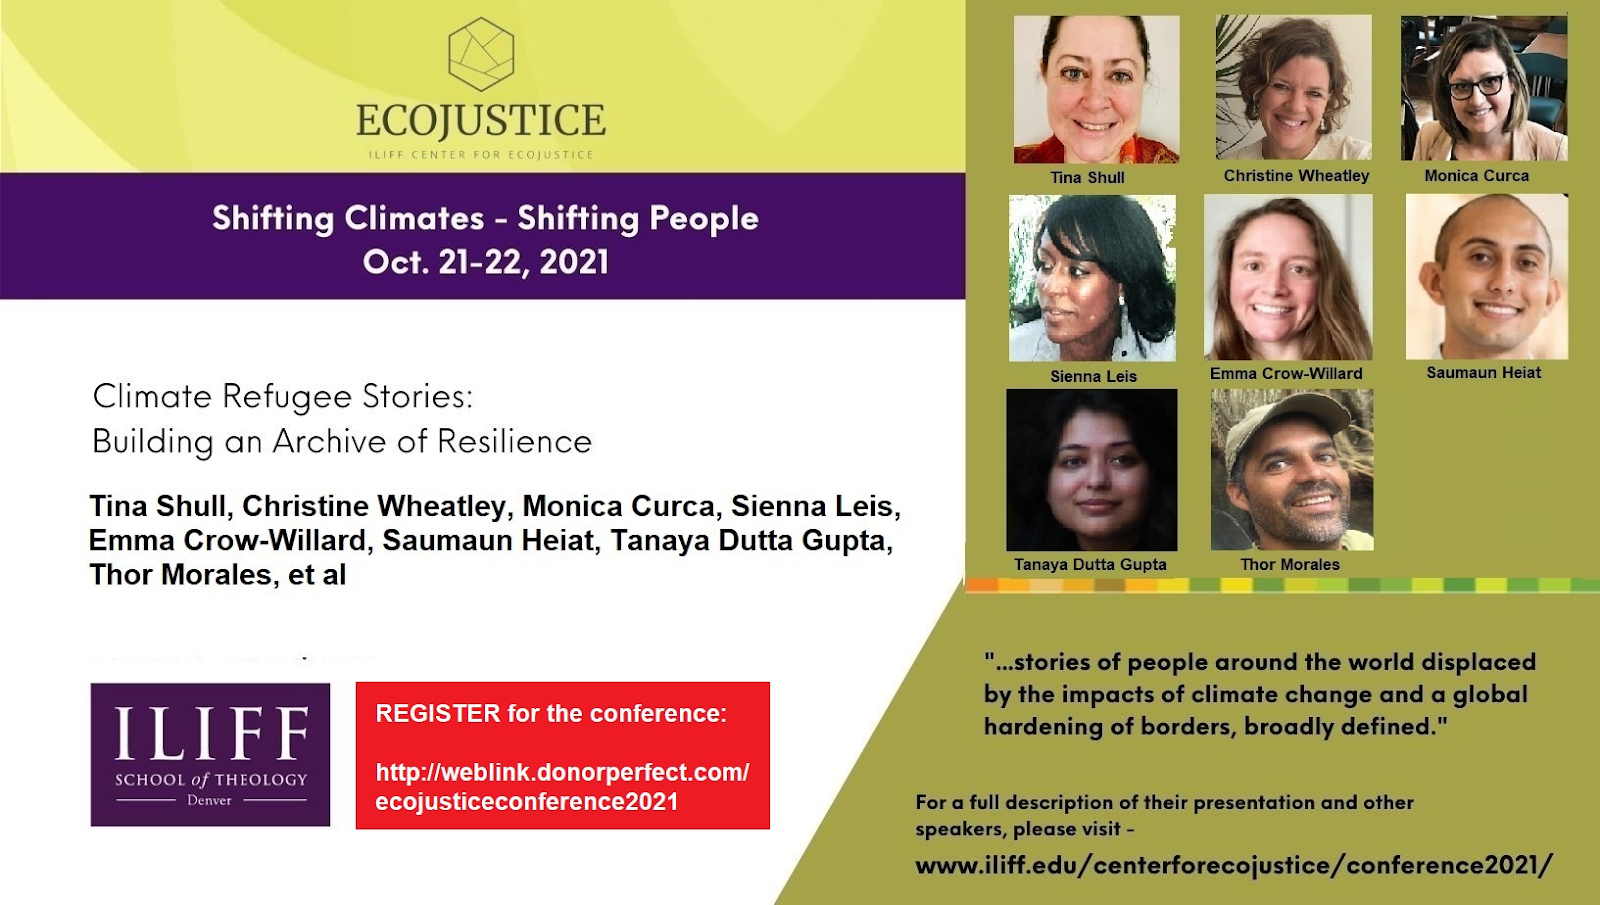 ECOJUSTICE
ILIFF CENTER FOR ECOJUSTICE
Shifting Climates - Shifting People
Oct. 21-22, 2021
Climate Refugee Stories:
Building an Archive of Resilience
Tina Shull, Christine Wheatley, Monica Curca, Sienna Leis,
Emma Crow-Willard, Saumaun Heiat, Tanaya Dutta Gupta,
Thor Morales, et al
ILIFF
SCHOOL of THEOLOGY
Denver
REGISTER for the conference:
http://weblink.donorperfect.com/
ecojusticeconference2021
Tina Shull
Christine Wheatley
Monica Curca
Sienna Leis
Emma Crow-Willard
Saumaun Heiat
Tanaya Dutta Gupta
Thor Morales
"...stories of people around the world displaced
by the impacts of climate change and a global
hardening of borders, broadly defined."
For a full description of their presentation and other
speakers, please visit -
www.iliff.edu/centerforecojustice/conference2021/